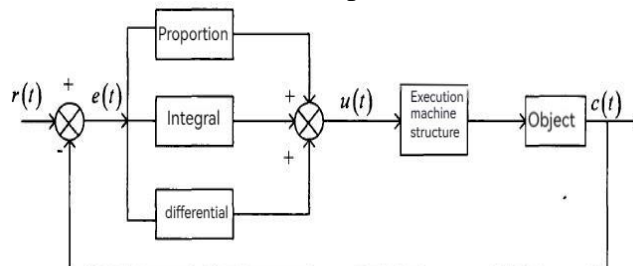 Proportion
+
r(t)
e(t)
Integral
+
u(t)
Execution
machine
structure
Object
c(t)
-
+
differential